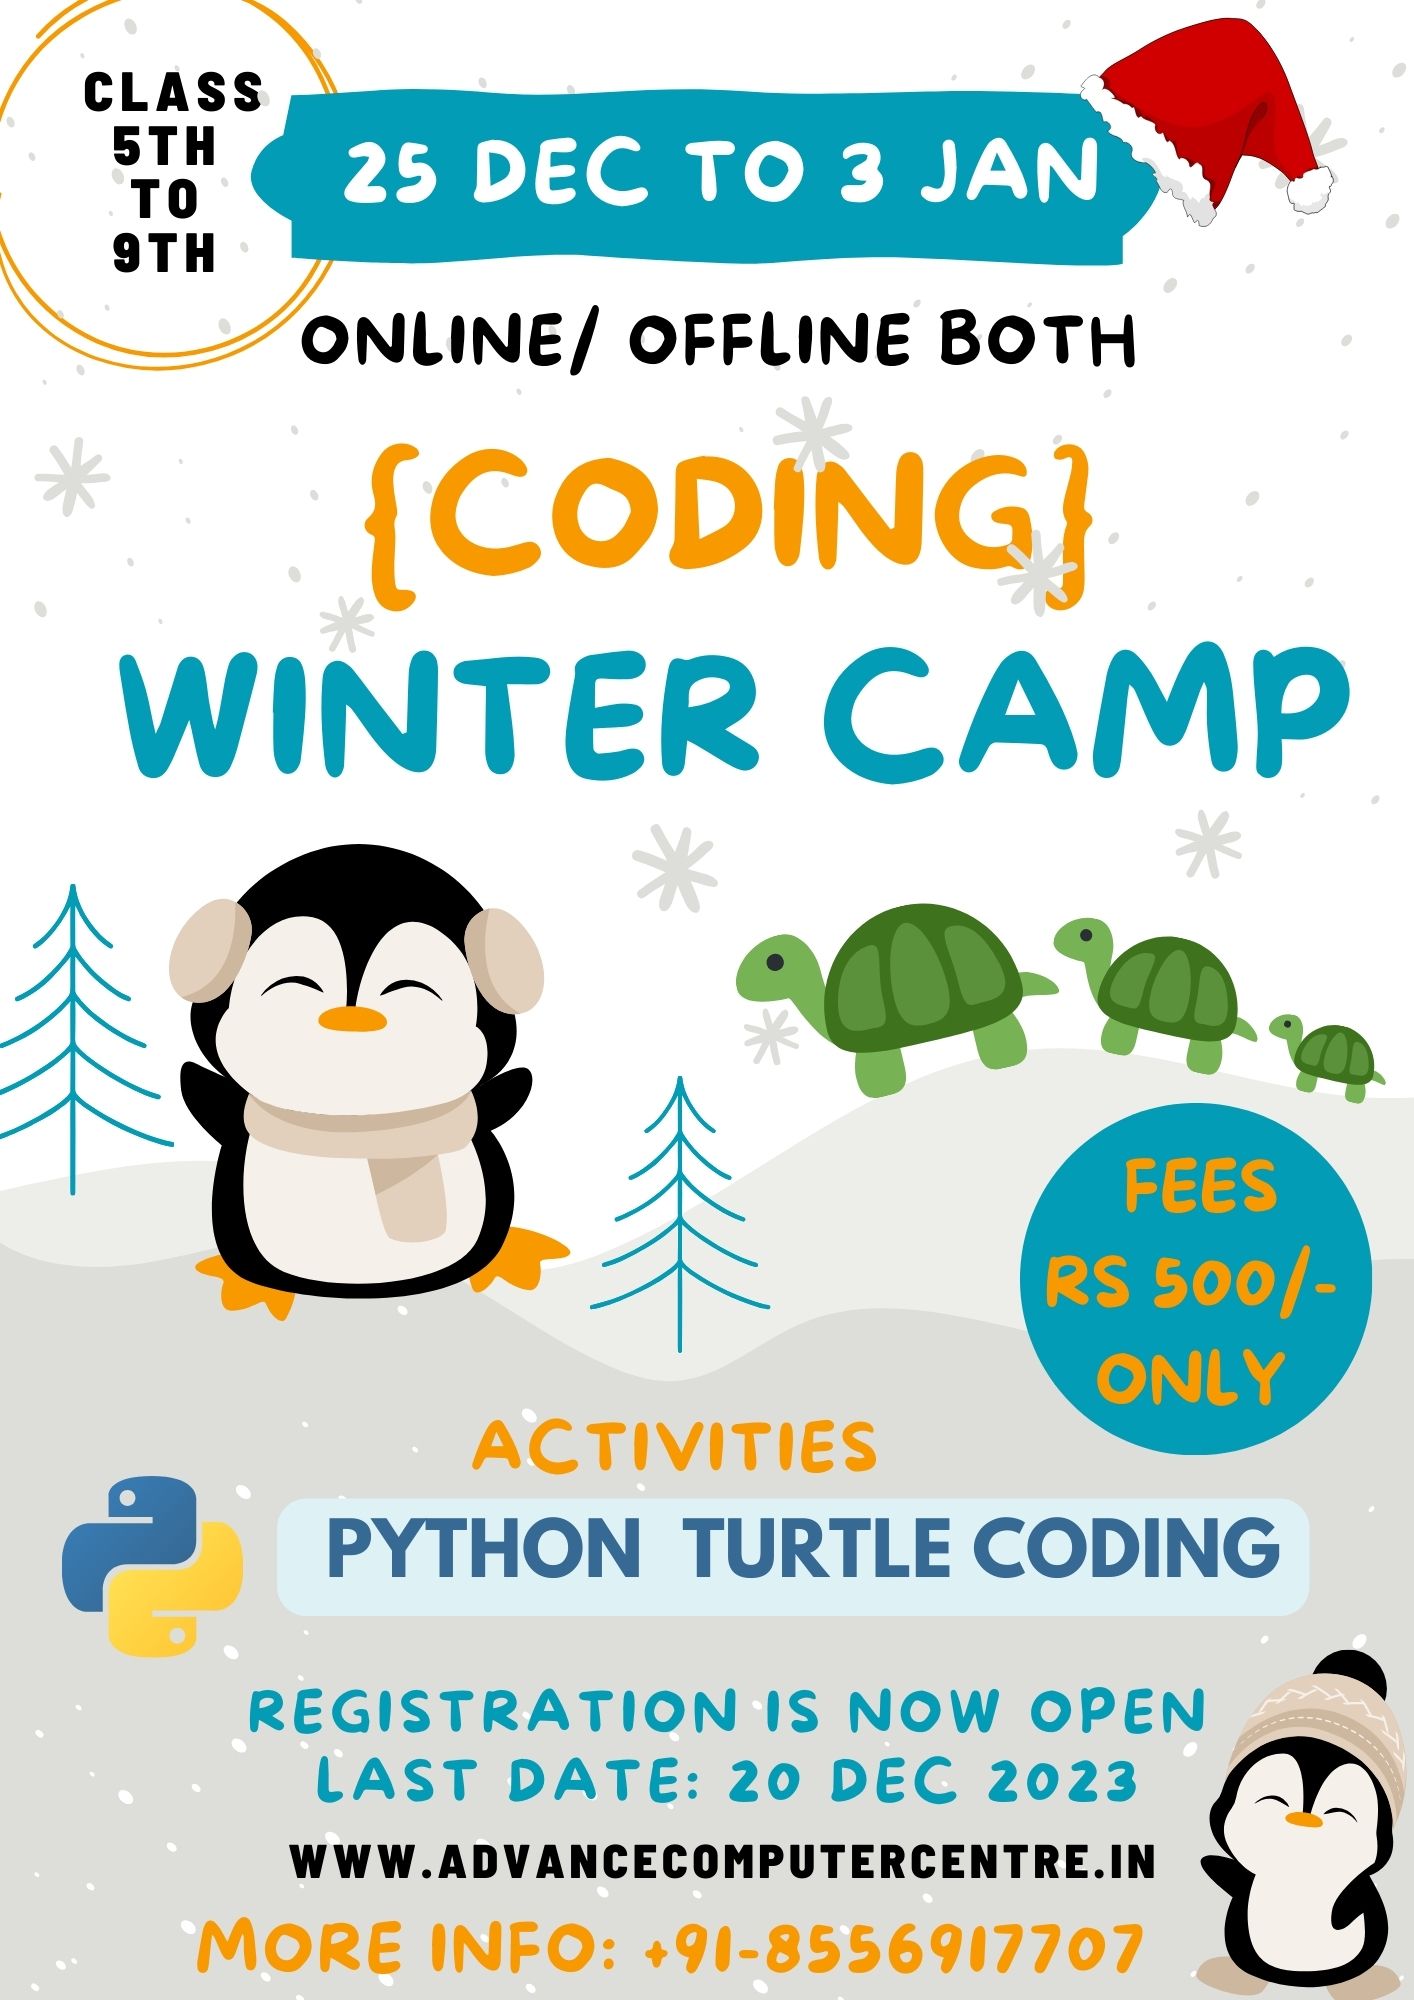 CLASS
5TH
TO
9TH
25 DEC TO 3 JAN
ONLINE/ OFFLINE BOTH
{CODING}
WINTER CAMP
FEES
RS 500/-
ONLY
ACTIVITIES
PYTHON TURTLE CODING
REGISTRATION IS NOW OPEN
LAST DATE: 20 DEC 2023
WWW.ADVANCECOMPUTERCENTRE.IN
MORE INFO: +91-8556917707